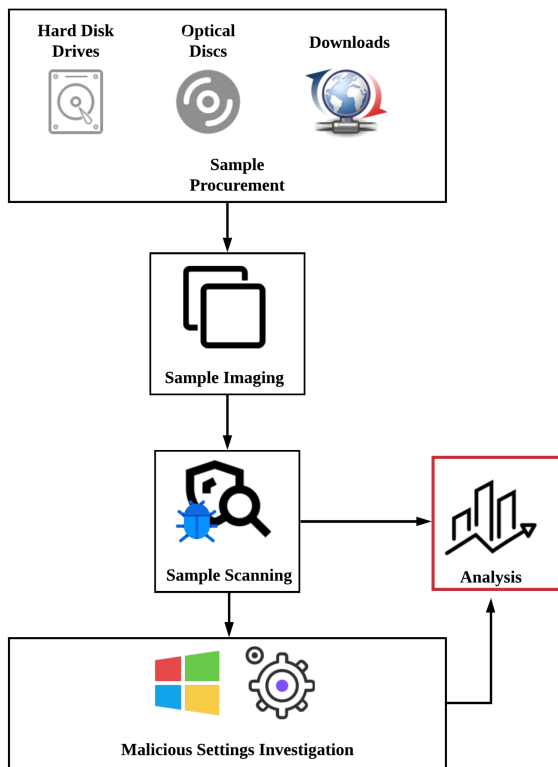 Hard Disk
Drives
Optical
Discs
Downloads
Sample
Procurement
Sample Imaging
Sample Scanning
Analysis
Malicious Settings Investigation